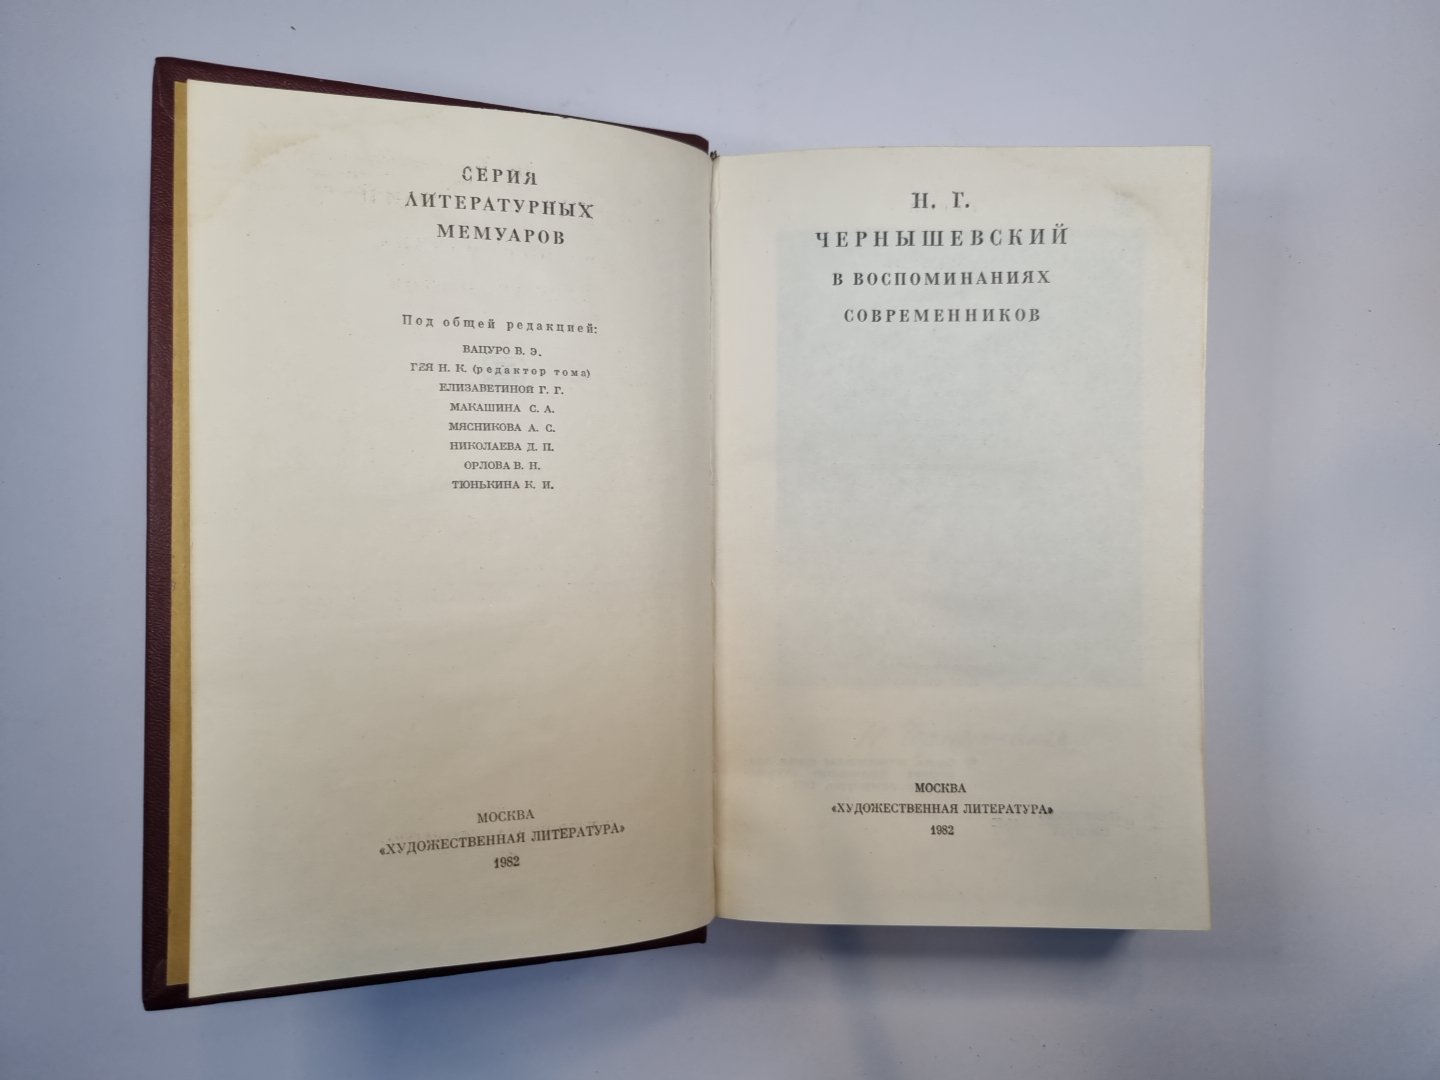 СЕРИЯ
ЛИТЕРАТУРНЫХ
МЕМУАРОВ
Под общей редакцией:
ВАЦУРО В. Э.
ГЕЯ Н. К. (редактор тома)
ЕЛИЗАВЕТИНОЙ Г. Г.
МАКАШИНА С. А.
МЯСНИКОВА А. С.
НИКОЛАЕВА Д. П.
ОРЛОВА В. Н.
ТЮНЬКИНА К. И.
МОСКВА
«ХУДОЖЕСТВЕННАЯ ЛИТЕРАТУРА»
1982
Н. Г.
ЧЕРНЫШЕВСКИЙ
В ВОСПОМИНАНИЯХ
СОВРЕМЕННИКОВ
МОСКВА
«ХУДОЖЕСТВЕННАЯ ЛИТЕРАТУРА»
1982